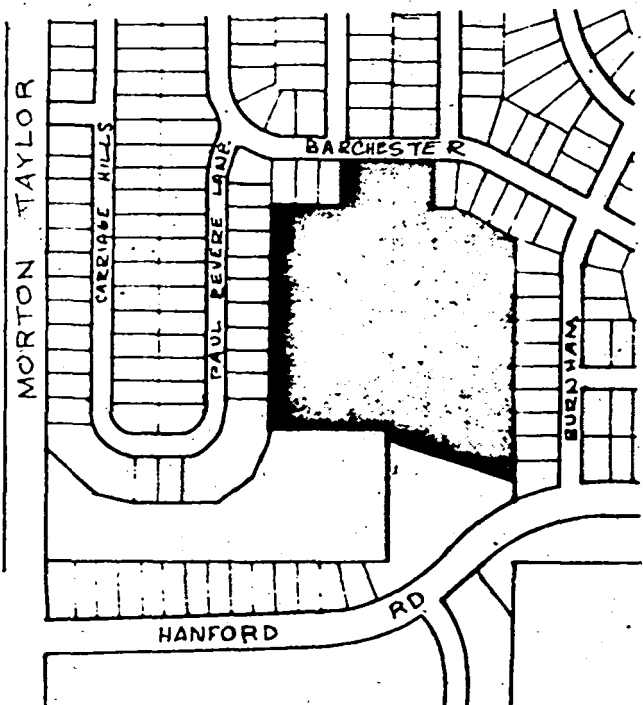 BARCHESTER
MORTON TAYLOR
CARRIAGE HILLS
PAUL REVERE LANE
BURNHAM
HANFORD RD